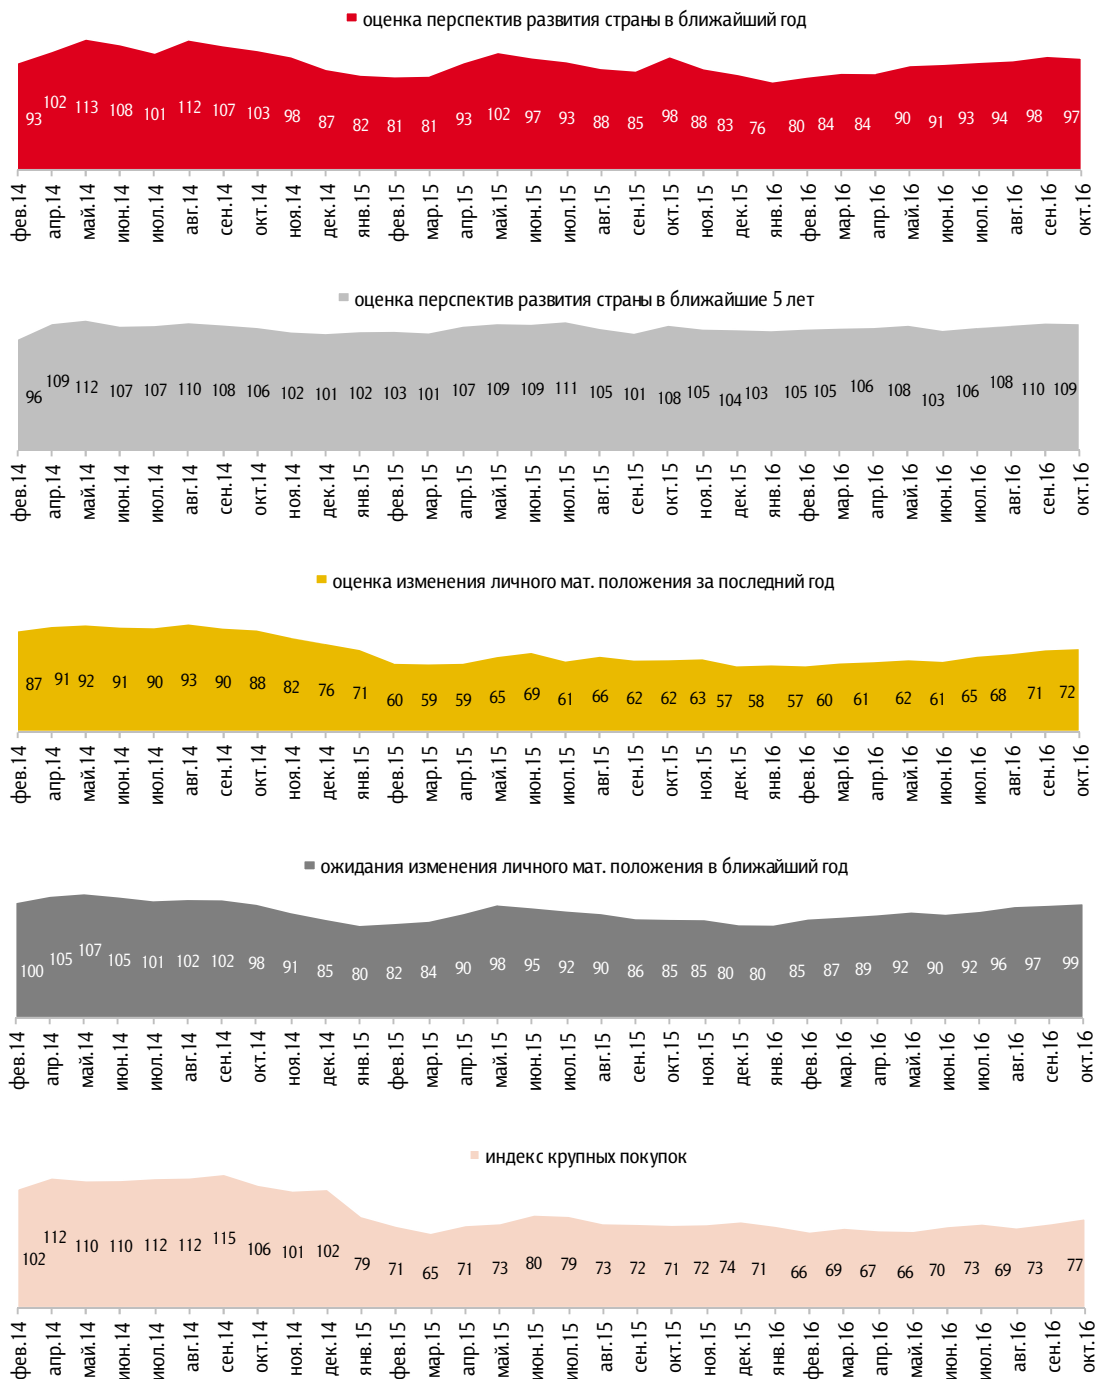 оценка перспектив развития страны в ближайший год
93 102 113 108 101 112 107 103 98 87 82 81 81 93 102 97 93 88 85 98 88 83 76 80 84 84 90 91 93 94 98 97
фев.14 апр.14 май.14 июн.14 июл.14 авг.14 сен.14 окт.14 ноя.14 дек.14 янв.15 фев.15 мар.15 апр.15 май.15 июн.15 июл.15 авг.15 сен.15 окт.15 ноя.15 дек.15 янв.16 фев.16 мар.16 апр.16 май.16 июн.16 июл.16 авг.16 сен.16 окт.16
оценка перспектив развития страны в ближайшие 5 лет
96 109 112 107 107 110 108 106 102 101 102 103 101 107 109 109 111 105 101 108 105 104 103 105 105 106 108 103 106 108 110 109
фев.14 апр.14 май.14 июн.14 июл.14 авг.14 сен.14 окт.14 ноя.14 дек.14 янв.15 фев.15 мар.15 апр.15 май.15 июн.15 июл.15 авг.15 сен.15 окт.15 ноя.15 дек.15 янв.16 фев.16 мар.16 апр.16 май.16 июн.16 июл.16 авг.16 сен.16 окт.16
оценка изменения личного мат. положения за последний год
87 91 92 91 90 93 90 88 82 76 71 60 59 59 65 69 61 66 62 62 63 57 58 57 60 61 62 61 65 68 71 72
фев.14 апр.14 май.14 июн.14 июл.14 авг.14 сен.14 окт.14 ноя.14 дек.14 янв.15 фев.15 мар.15 апр.15 май.15 июн.15 июл.15 авг.15 сен.15 окт.15 ноя.15 дек.15 янв.16 фев.16 мар.16 апр.16 май.16 июн.16 июл.16 авг.16 сен.16 окт.16
ожидания изменения личного мат. положения в ближайший год
100 105 107 105 101 102 102 98 91 85 80 82 84 90 98 95 92 90 86 85 85 80 80 85 87 89 92 90 92 96 97 99
фев.14 апр.14 май.14 июн.14 июл.14 авг.14 сен.14 окт.14 ноя.14 дек.14 янв.15 фев.15 мар.15 апр.15 май.15 июн.15 июл.15 авг.15 сен.15 окт.15 ноя.15 дек.15 янв.16 фев.16 мар.16 апр.16 май.16 июн.16 июл.16 авг.16 сен.16 окт.16
индекс крупных покупок
102 112 110 110 112 112 115 106 101 102 79 71 65 71 73 80 79 73 72 71 72 74 71 66 69 67 66 70 73 69 73 77
фев.14 апр.14 май.14 июн.14 июл.14 авг.14 сен.14 окт.14 ноя.14 дек.14 янв.15 фев.15 мар.15 апр.15 май.15 июн.15 июл.15 авг.15 сен.15 окт.15 ноя.15 дек.15 янв.16 фев.16 мар.16 апр.16 май.16 июн.16 июл.16 авг.16 сен.16 окт.16